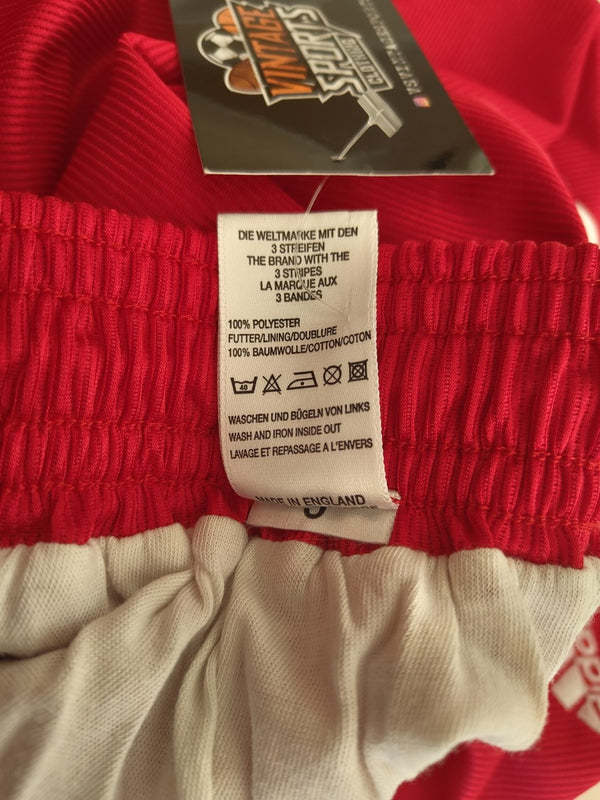 VINTAGE
SPORTS
CLOTHING
DIE WELTMARKE MIT DEN
3 STREIFEN
THE BRAND WITH THE
3 STRIPES
LA MARQUE AUX
3 BANDES
100% POLYESTER
FUTTER/LINING/DOUBLURE
100% BAUMWOLLE/COTTON/COTON
40
WASCHEN UND BÜGELN VON LINKS
WASH AND IRON INSIDE OUT
LAVAGE ET REPASSAGE A L'ENVERS
MADE IN ENGLAND